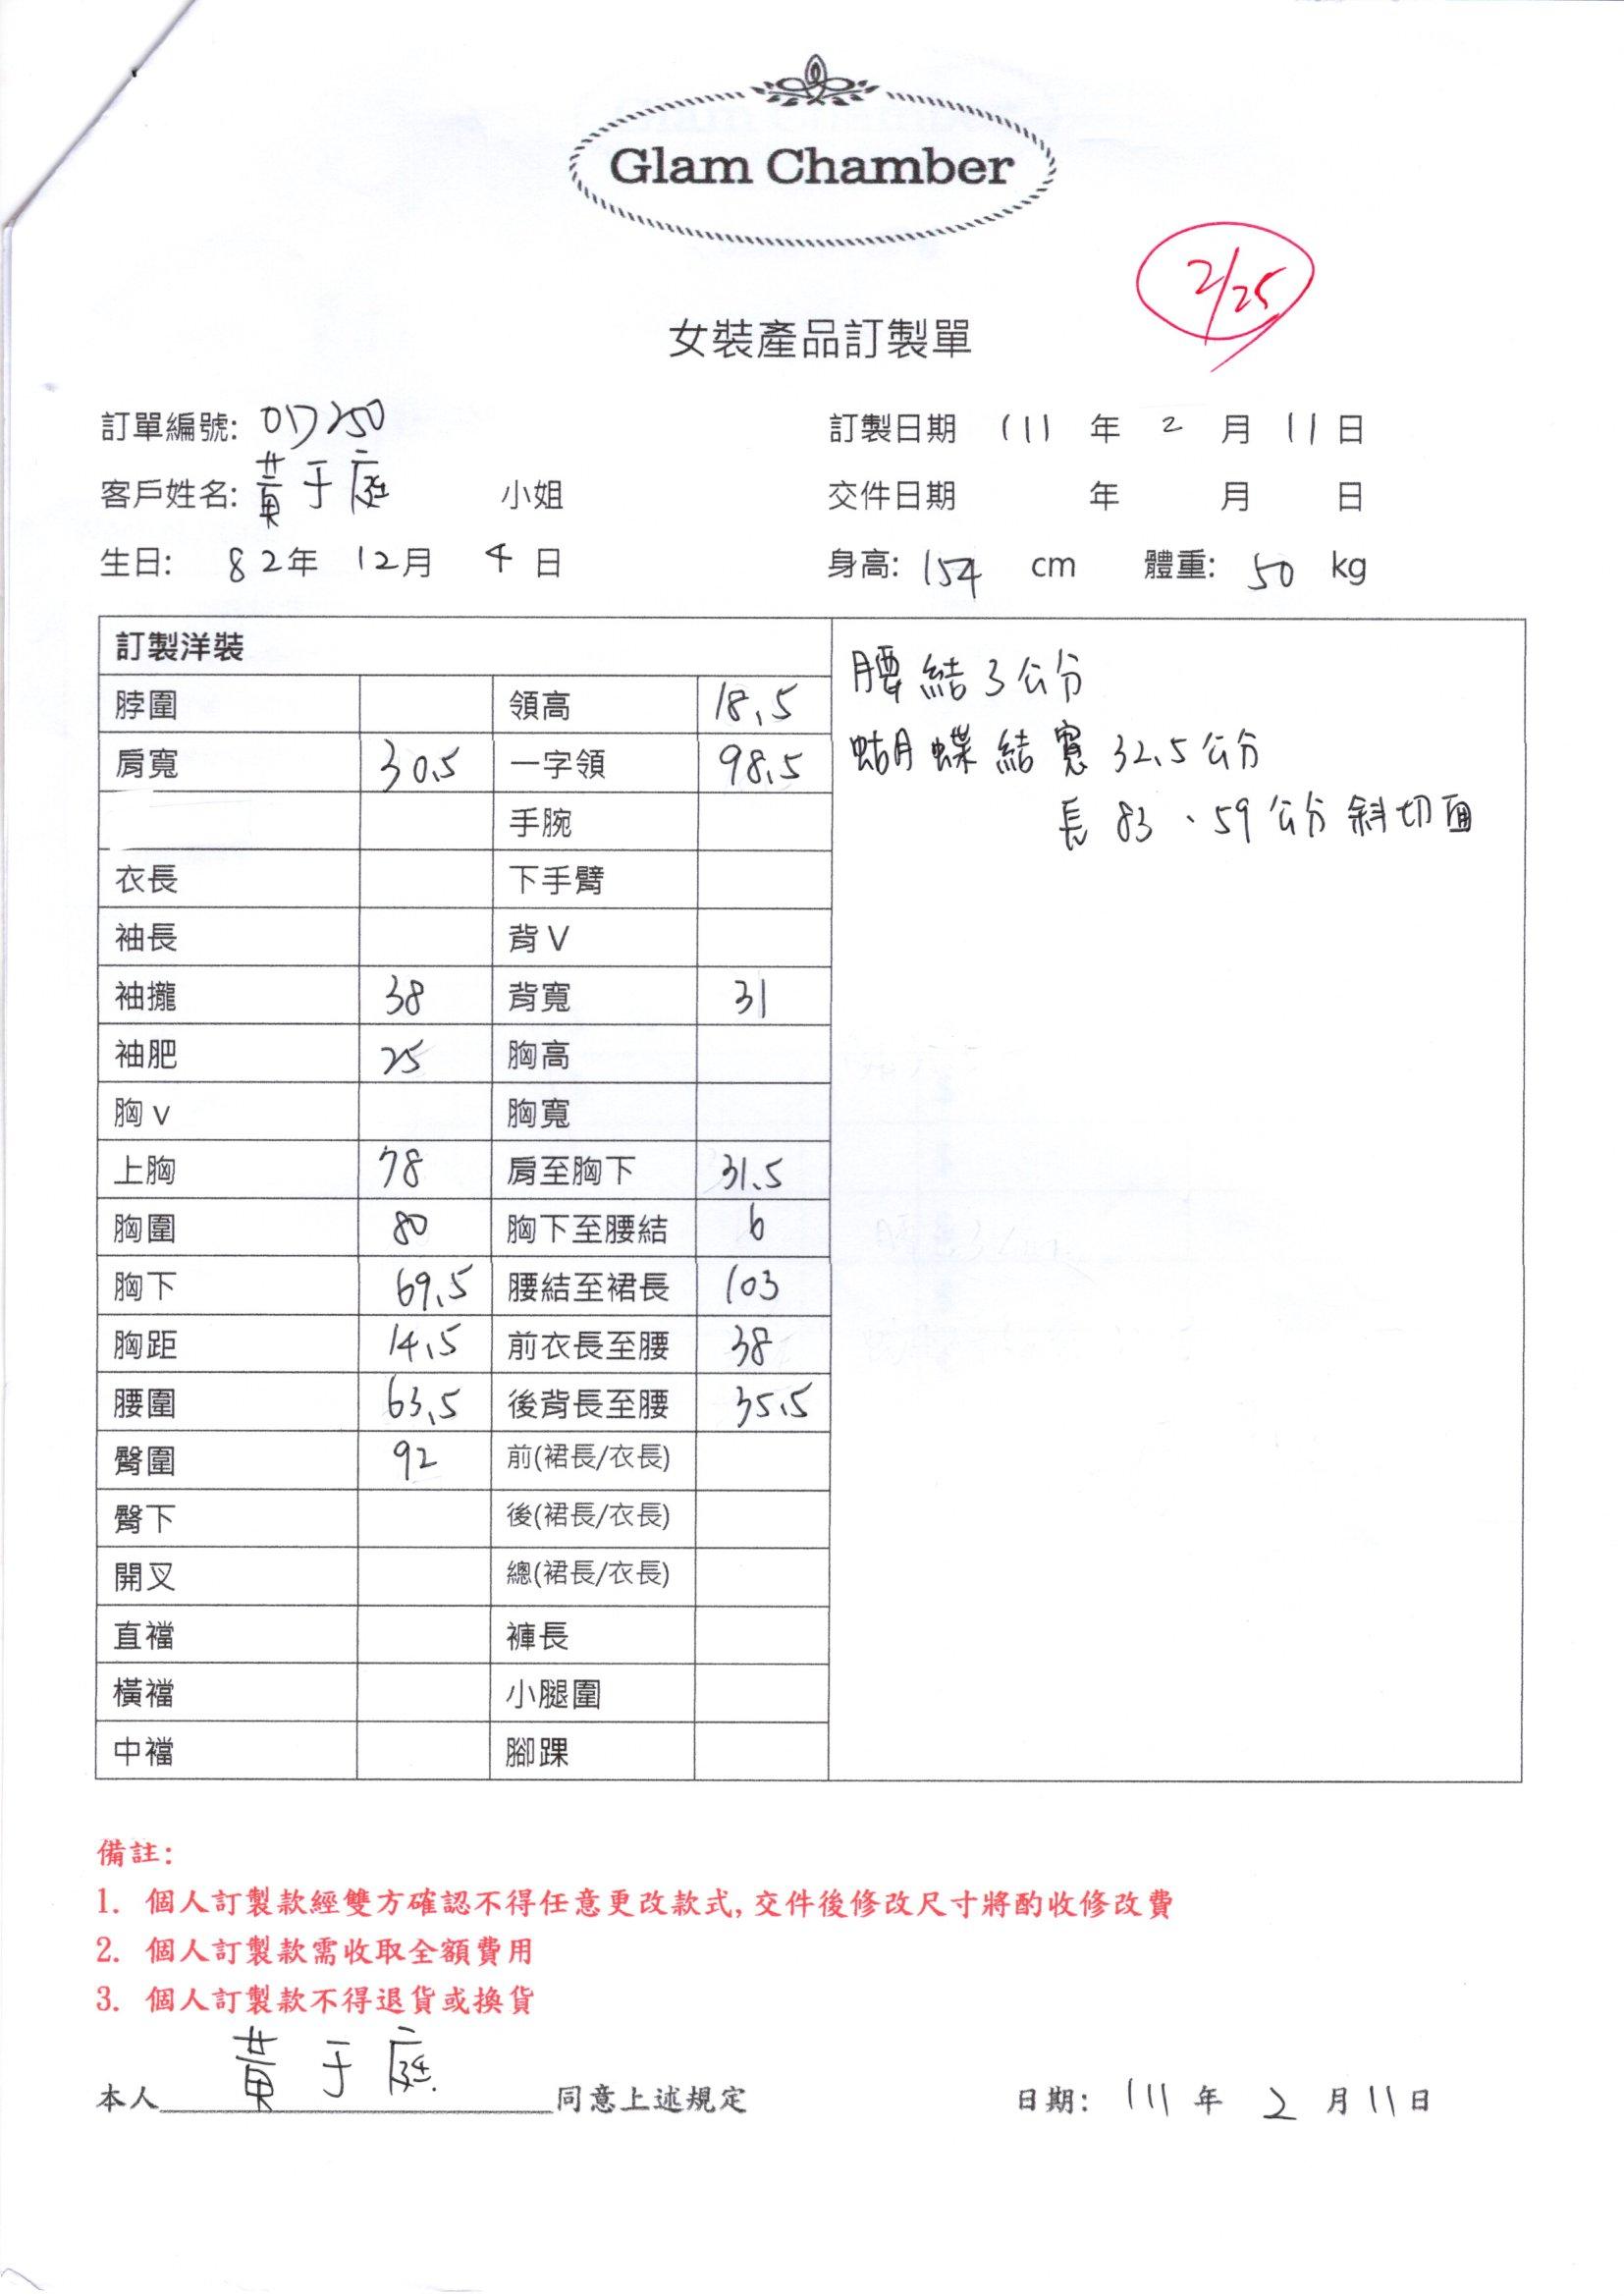 Glam Chamber
2/25
女裝產品訂製單
訂單編號: 017250 訂製日期 111 年 2 月 11 日
客戶姓名: 黃于庭 小姐 交件日期 年 月 日
生日: 82年 12月 4日 身高: 154 cm 體重: 50 kg
訂製洋裝
腰結3公分
脖圍 領高 18.5
蝴蝶結寬 32.5公分
肩寬 30.5 一字領 98.5
長 83、59公分斜切面
手腕
衣長 下手臂
袖長 背V
袖攏 38 背寬 31
袖肥 25 胸高
胸v 胸寬
上胸 78 肩至胸下 31.5
胸圍 80 胸下至腰結 6
胸下 69.5 腰結至裙長 103
胸距 14.5 前衣長至腰 38
腰圍 63.5 後背長至腰 35.5
臀圍 92 前(裙長/衣長)
臀下 後(裙長/衣長)
開叉 總(裙長/衣長)
直襠 褲長
橫襠 小腿圍
中襠 腳踝
備註:
1. 個人訂製款經雙方確認不得任意更改款式,交件後修改尺寸將酌收修改費
2. 個人訂製款需收取全額費用
3. 個人訂製款不得退貨或換貨
本人 黃于庭 同意上述規定 日期: 111 年 2 月 11 日